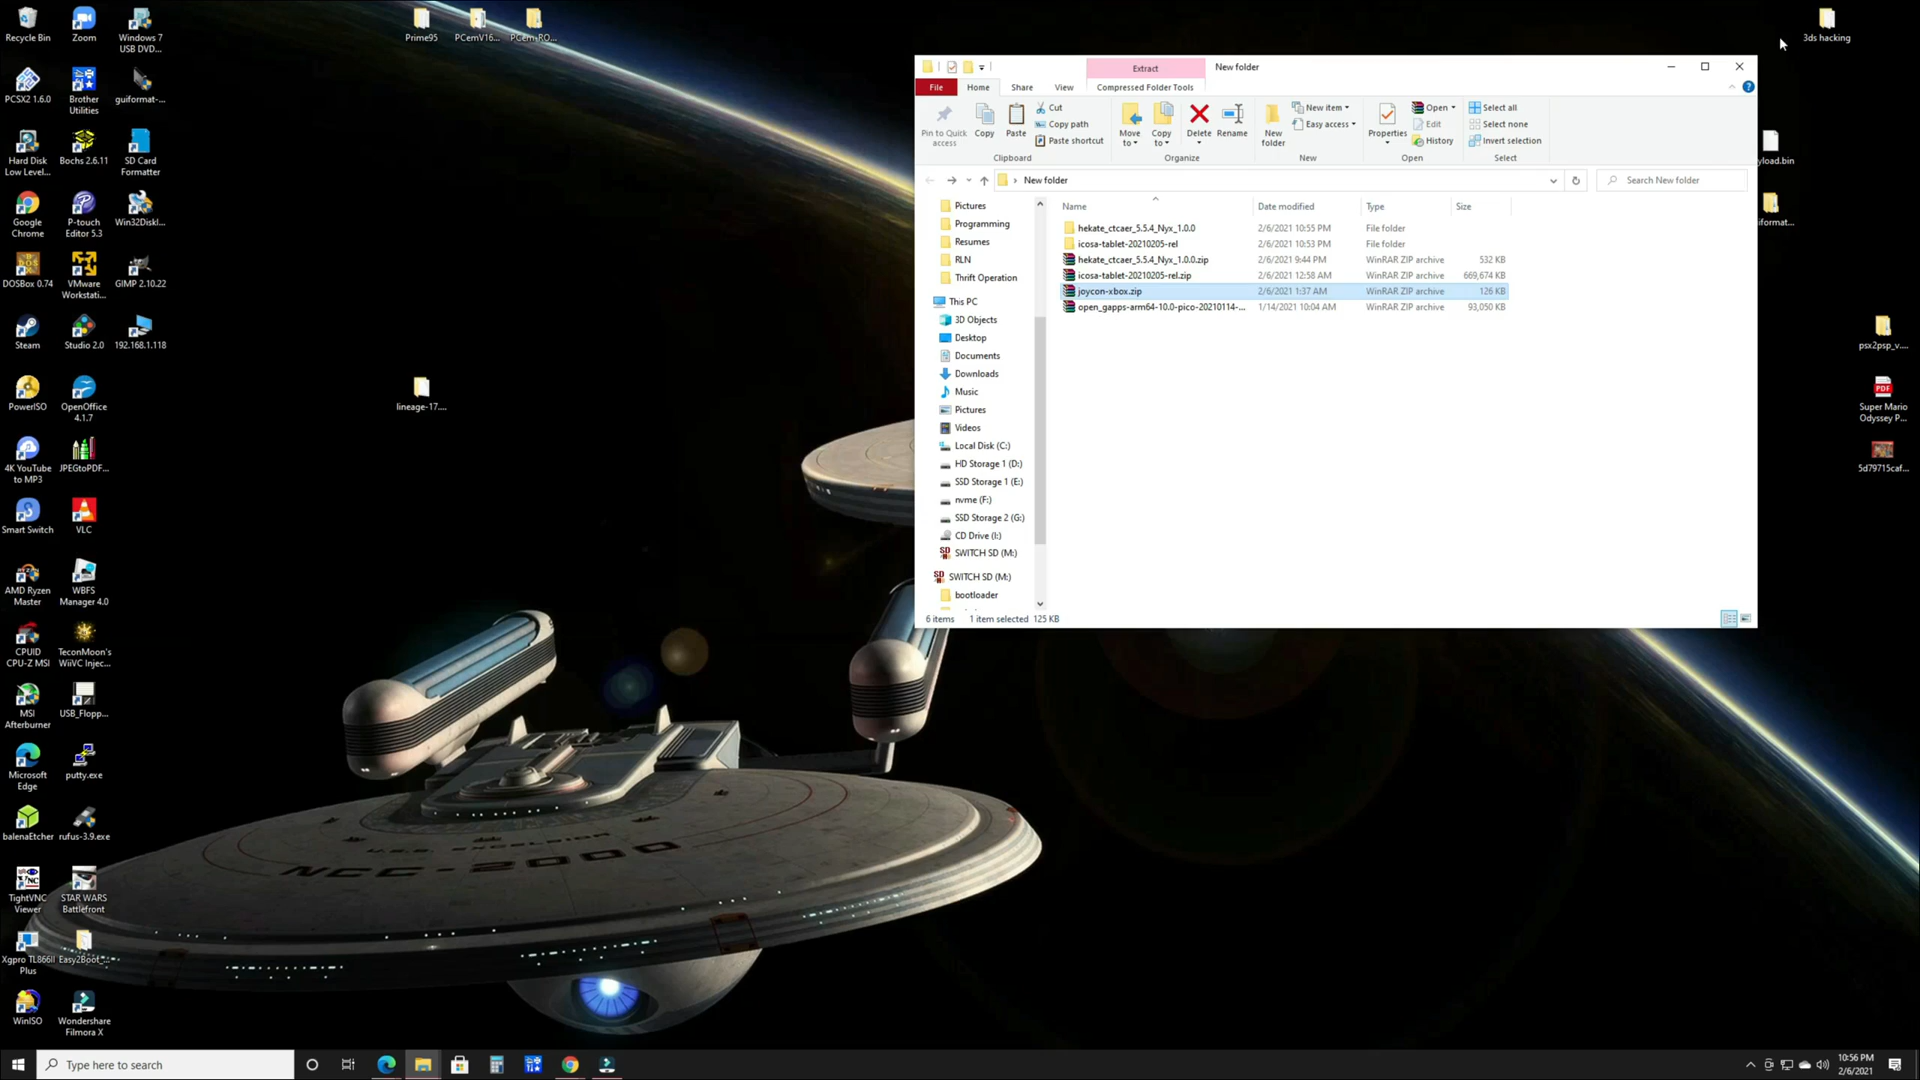 Recycle Bin
Zoom
Windows 7
USB DVD...
Prime95
PCemV16...
PCem-RO...
3ds hacking
PCSX2 1.6.0
Brother
Utilities
guiformat-...
Hard Disk
Low Level...
Bochs 2.6.11
SD Card
Formatter
Google
Chrome
P-touch
Editor 5.3
Win32Diskl...
DOSBox 0.74
VMware
Workstati...
GIMP 2.10.22
Steam
Studio 2.0
192.168.1.118
PowerISO
OpenOffice
4.1.7
lineage-17....
4K YouTube
to MP3
JPEGtoPDF...
Smart Switch
VLC
AMD Ryzen
Master
WBFS
Manager 4.0
CPUID
CPU-Z MSI
TeconMoon's
WiiVC Injec...
MSI
Afterburner
USB_Flopp...
Microsoft
Edge
putty.exe
balenaEtcher
rufus-3.9.exe
TightVNC
Viewer
STAR WARS
Battlefront
Xgpro TL866II
Plus
Easy2Boot_...
WinISO
Wondershare
Filmora X
yload.bin
iformat...
psx2psp_v....
PDF
Super Mario
Odyssey P...
5d79715caf...
Extract
New folder
File
Home
Share
View
Compressed Folder Tools
Pin to Quick
access
Copy
Paste
Cut
Copy path
Paste shortcut
Clipboard
Move
to
Copy
to
Delete
Rename
Organize
New
folder
New item
Easy access
New
Properties
Open
Edit
History
Open
Select all
Select none
Invert selection
Select
New folder
Search New folder
Pictures
Programming
Resumes
RLN
Thrift Operation
This PC
3D Objects
Desktop
Documents
Downloads
Music
Pictures
Videos
Local Disk (C:)
HD Storage 1 (D:)
SSD Storage 1 (E:)
nvme (F:)
SSD Storage 2 (G:)
CD Drive (I:)
SWITCH SD (M:)
SWITCH SD (M:)
bootloader
Name Date modified Type Size
hekate_ctcaer_5.5.4_Nyx_1.0.0 2/6/2021 10:55 PM File folder
icosa-tablet-20210205-rel 2/6/2021 10:53 PM File folder
hekate_ctcaer_5.5.4_Nyx_1.0.0.zip 2/6/2021 9:44 PM WinRAR ZIP archive 532 KB
icosa-tablet-20210205-rel.zip 2/6/2021 12:58 AM WinRAR ZIP archive 669,674 KB
joycon-xbox.zip 2/6/2021 1:37 AM WinRAR ZIP archive 126 KB
open_gapps-arm64-10.0-pico-20210114-... 1/14/2021 10:04 AM WinRAR ZIP archive 93,050 KB
6 items 1 item selected 125 KB
U.S.S. EXCELSIOR
NCC-2000
Type here to search
10:56 PM
2/6/2021